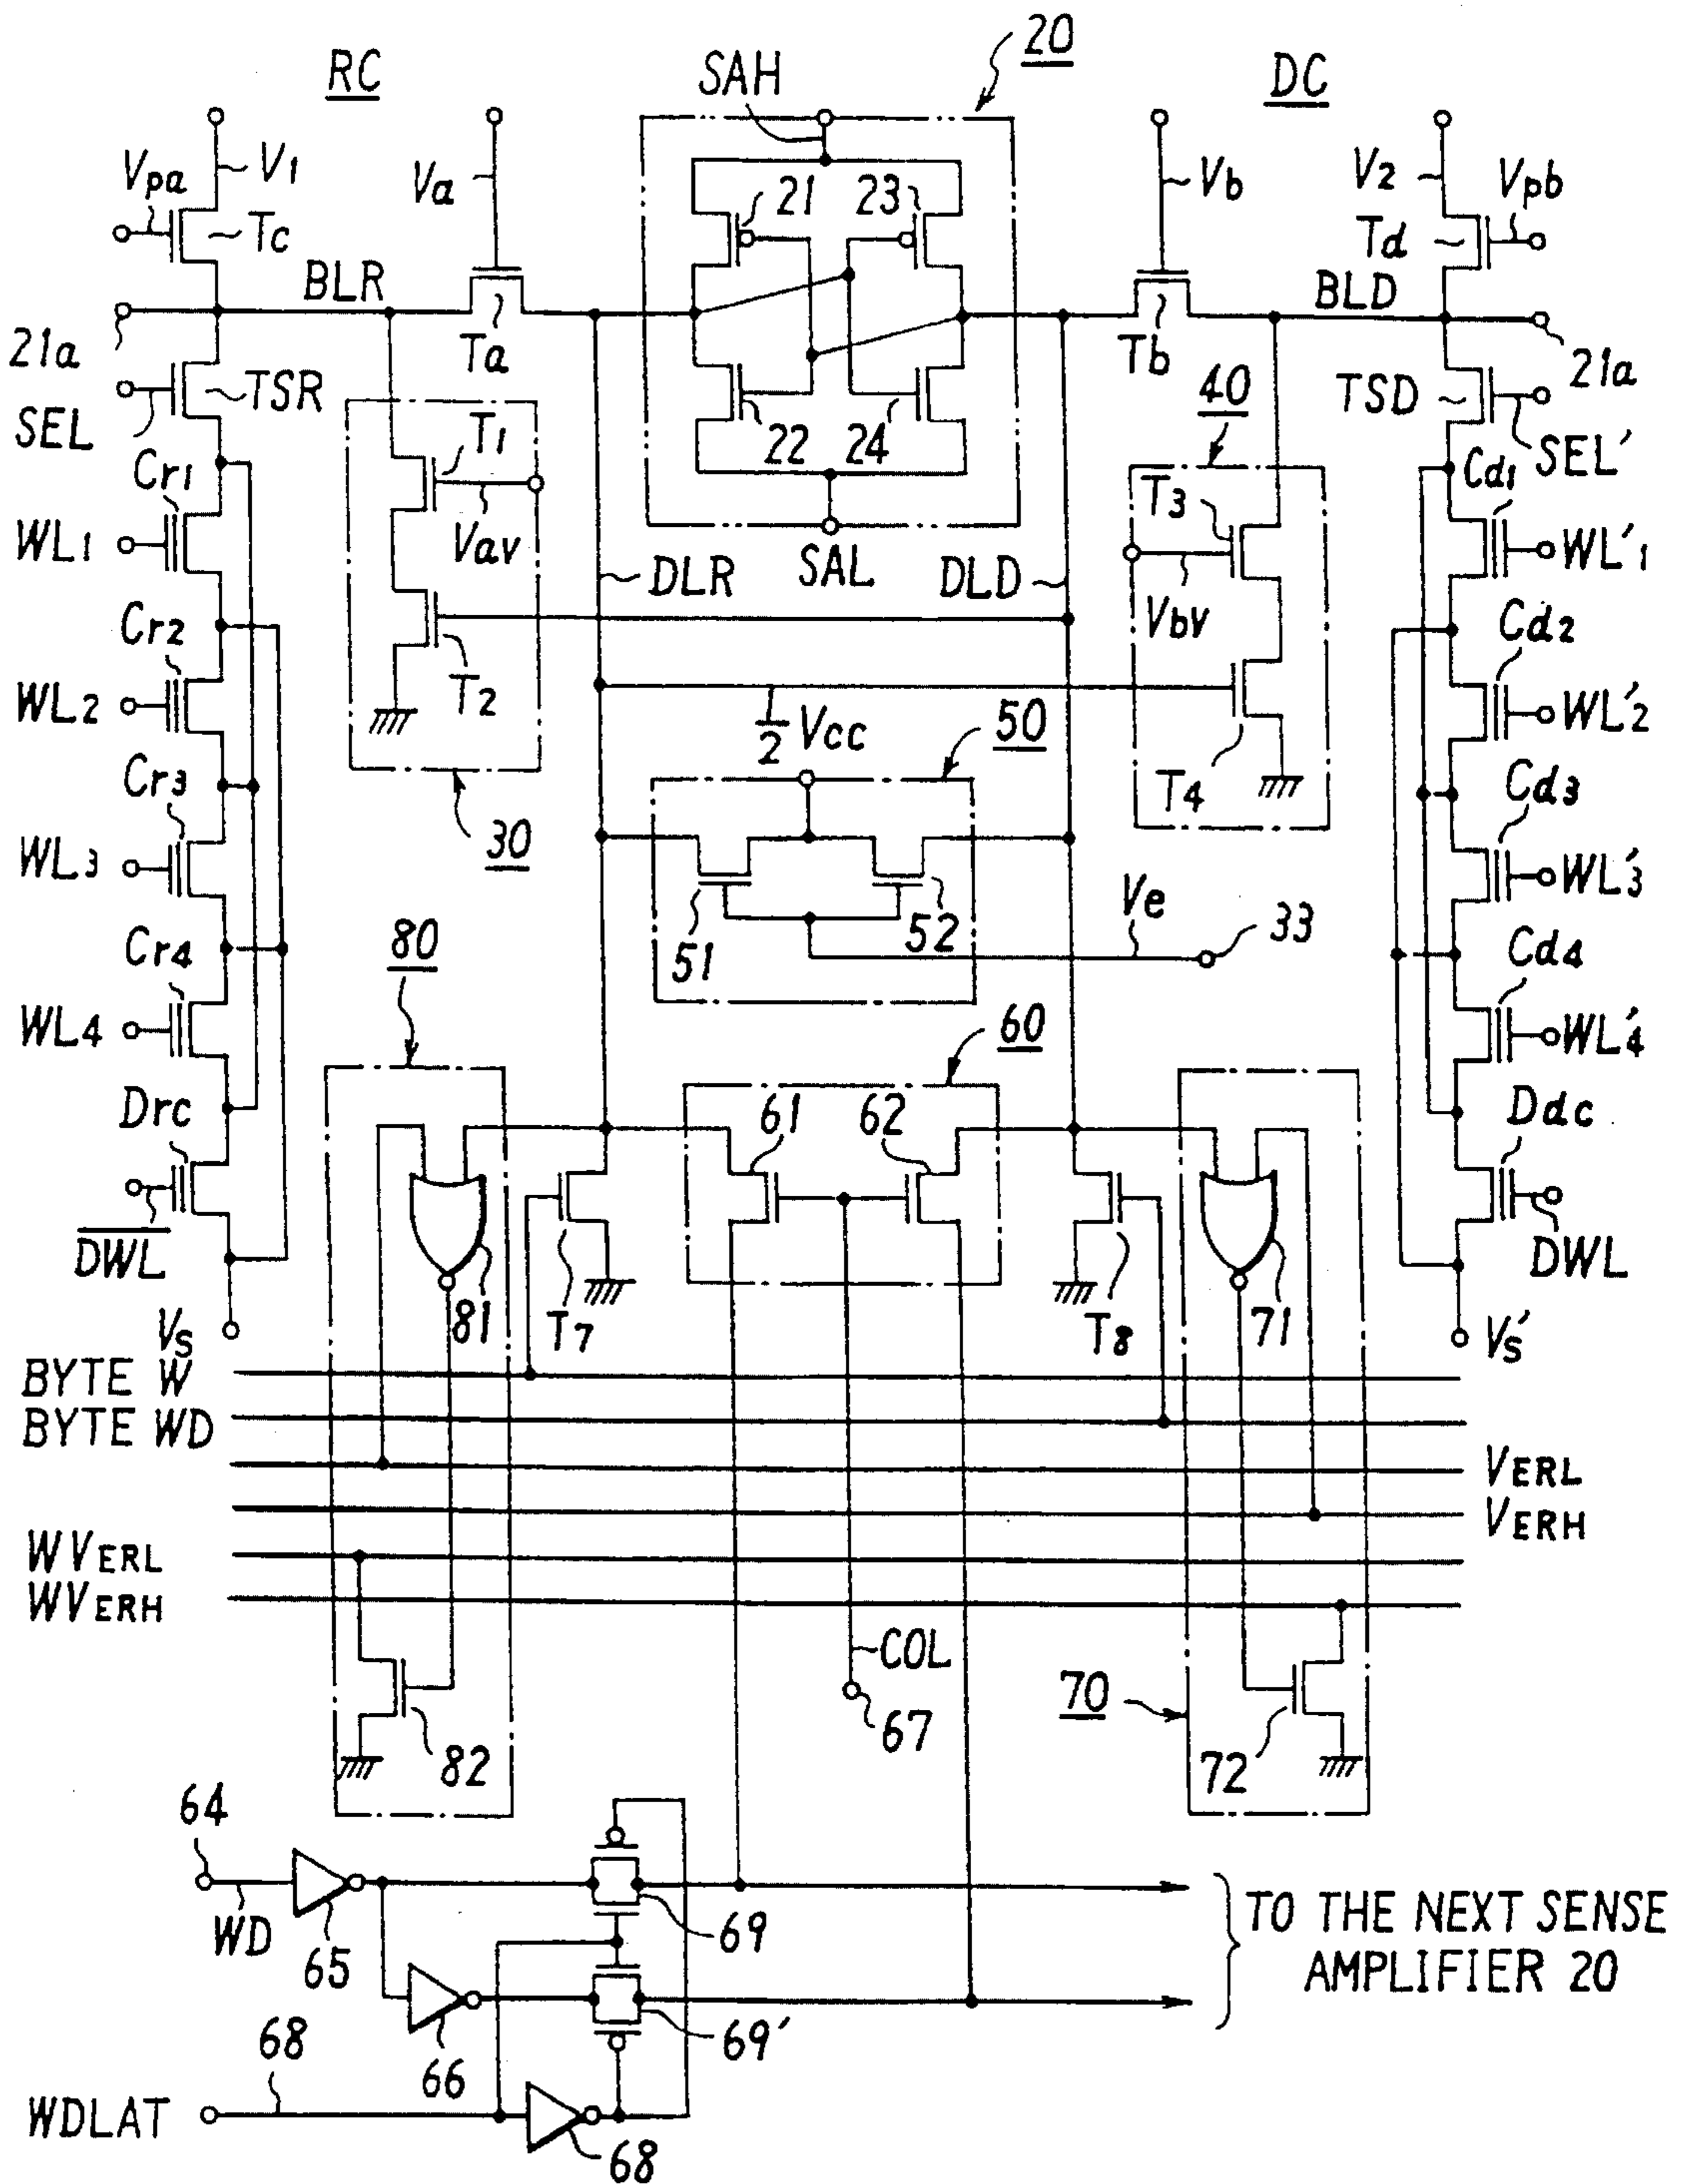 20
RC
SAH
DC
Vpa
V1
Va
Vb
V2
Vpb
21
23
Tc
Td
BLR
BLD
21a
Ta
Tb
21a
TSR
40
TSD
SEL
T1
22
24
SEL'
Cr1
Cd1
T3
WL1
Vav
WL'1
DLR
SAL
DLD
Cr2
Vbv
Cd2
WL2
T2
WL'2
1/2 Vcc
50
Cr3
T4
Cd3
WL3
30
WL'3
Ve
33
Cr4
80
51
52
Cd4
WL4
60
WL'4
Drc
61
62
Ddc
DWL
DWL
81
T7
T8
71
Vs
Vs'
BYTE W
BYTE WD
VERL
VERH
WVERL
WVERH
COL
70
67
82
72
64
WD
65
69
TO THE NEXT SENSE
AMPLIFIER 20
68
66
69'
WDLAT
68